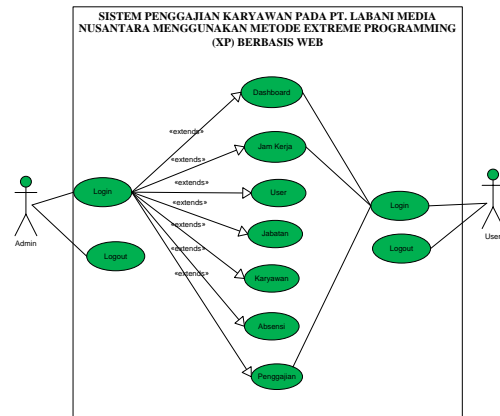 SISTEM PENGGAJIAN KARYAWAN PADA PT. LABANI MEDIA
NUSANTARA MENGGUNAKAN METODE EXTREME PROGRAMMING
(XP) BERBASIS WEB
Dashboard
«extends»
Jam Kerja
«extends»
Login
«extends»
User
Admin
«extends»
Login
User
Jabatan
«extends»
Logout
Logout
«extends»
Karyawan
«extends»
Absensi
Penggajian